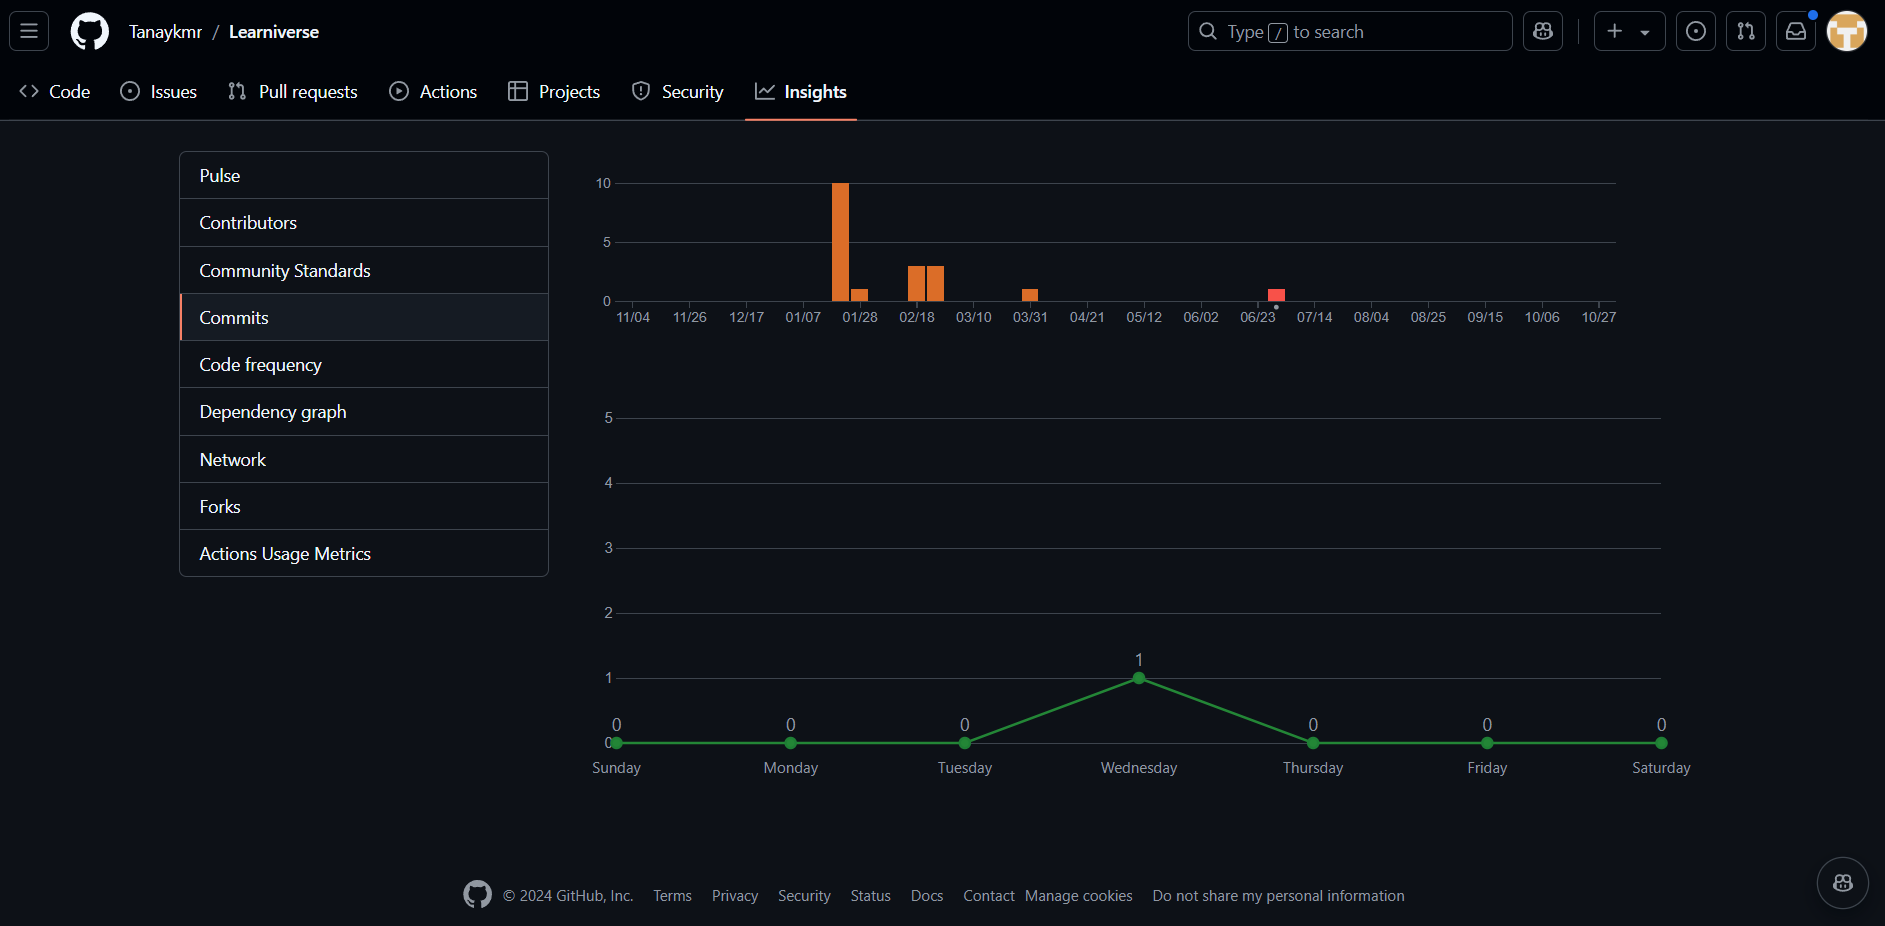 Tanaykmr / Learniverse
Type / to search
Code Issues Pull requests Actions Projects Security Insights
Pulse
Contributors
Community Standards
Commits
Code frequency
Dependency graph
Network
Forks
Actions Usage Metrics
10
5
0
11/04 11/26 12/17 01/07 01/28 02/18 03/10 03/31 04/21 05/12 06/02 06/23 07/14 08/04 08/25 09/15 10/06 10/27
5
4
3
2
1
1
0 0 0 0 0 0
0
Sunday Monday Tuesday Wednesday Thursday Friday Saturday
© 2024 GitHub, Inc. Terms Privacy Security Status Docs Contact Manage cookies Do not share my personal information